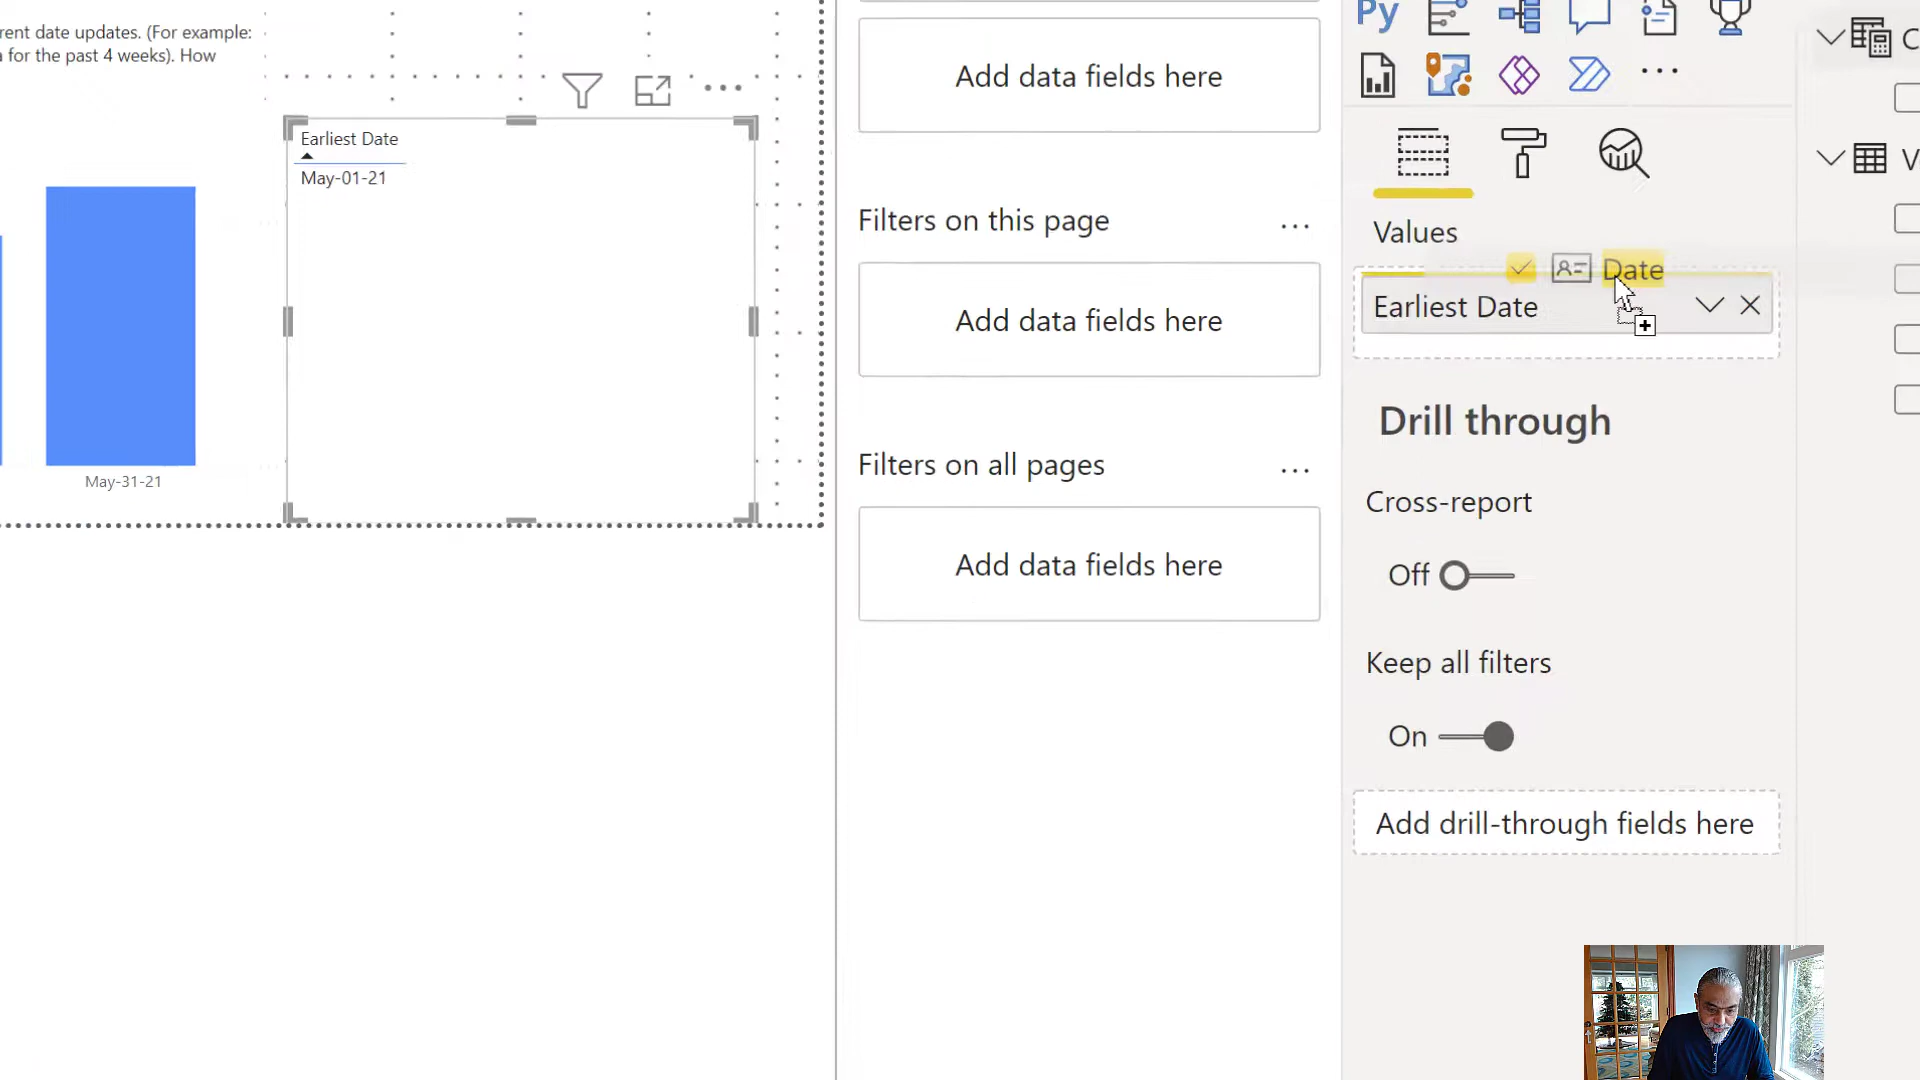 rent date updates. (For example:
for the past 4 weeks). How
Earliest Date
May-01-21
May-31-21
Add data fields here
Filters on this page
...
Add data fields here
Filters on all pages
...
Add data fields here
Py
Values
Date
Earliest Date
Drill through
Cross-report
Off
Keep all filters
On
Add drill-through fields here